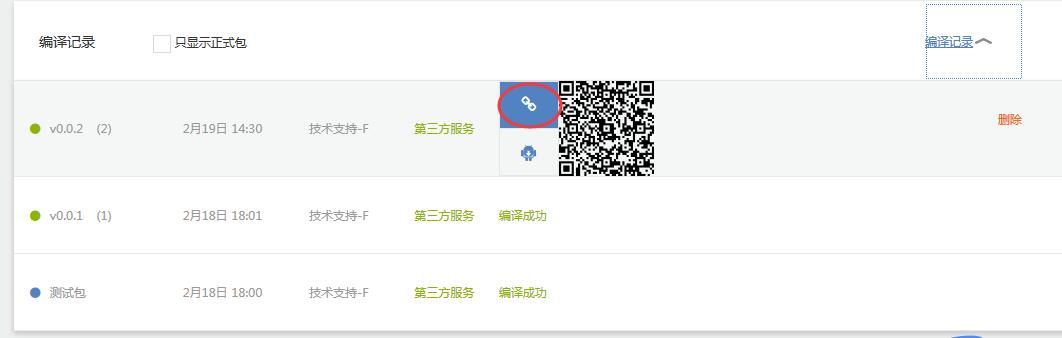 编译记录 只显示正式包 编译记录
v0.0.2 (2) 2月19日 14:30 技术支持-F 第三方服务 删除
v0.0.1 (1) 2月18日 18:01 技术支持-F 第三方服务 编译成功
测试包 2月18日 18:00 技术支持-F 第三方服务 编译成功